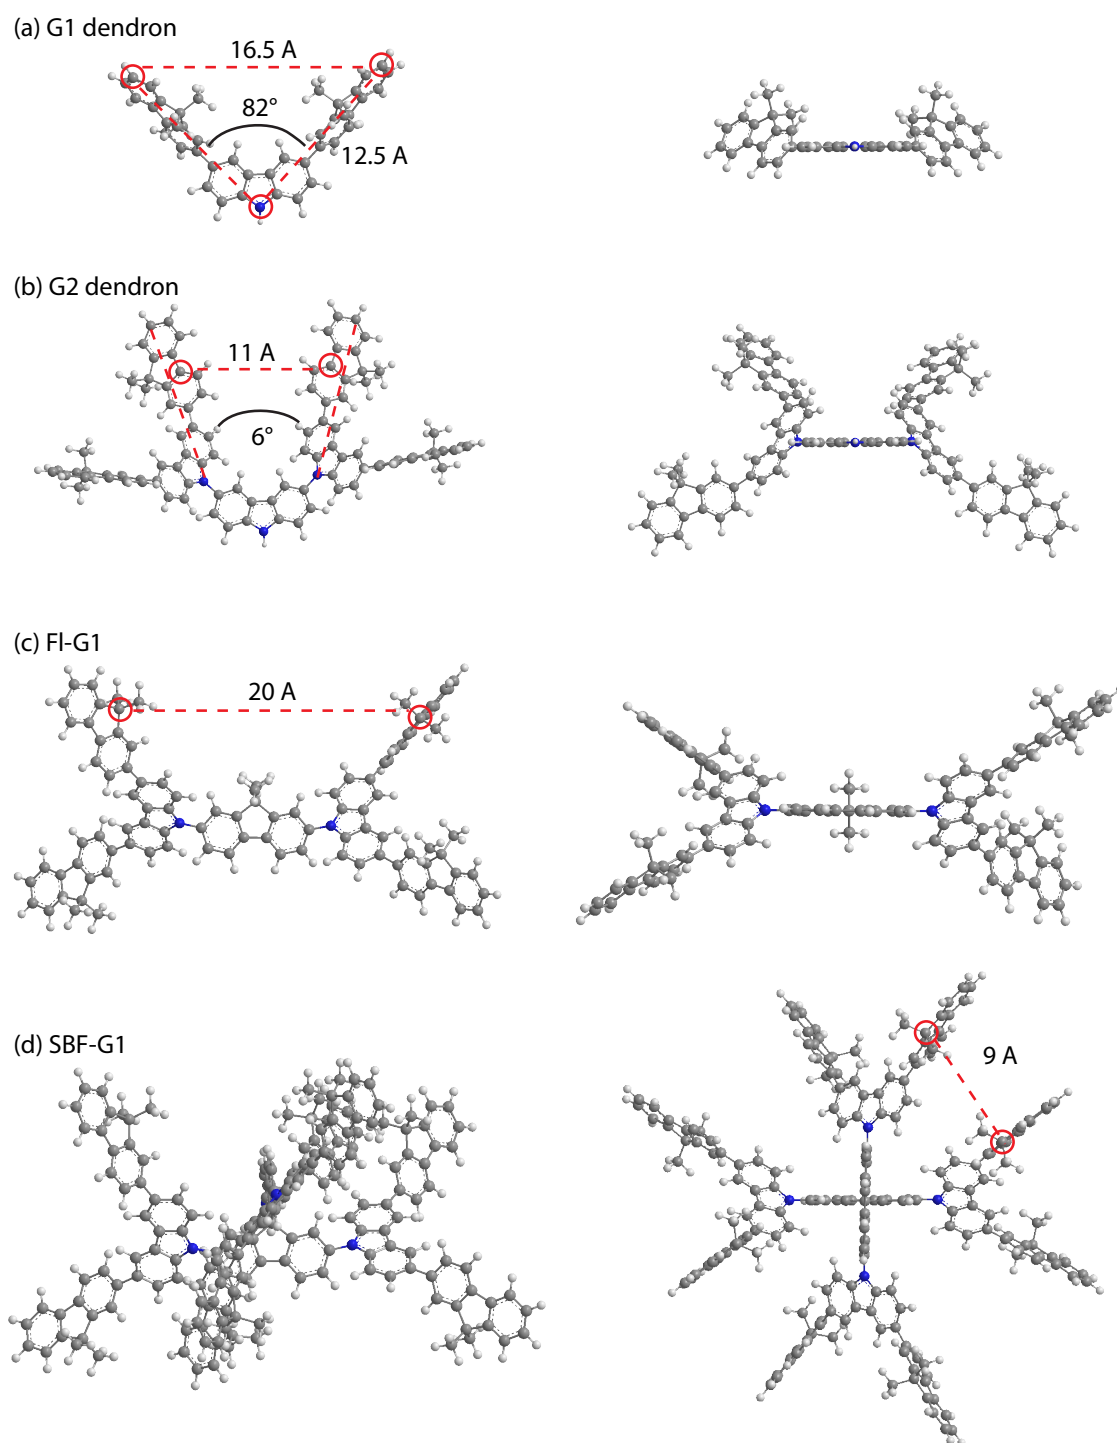 (a) G1 dendron
16.5 A
82°
12.5 A
(b) G2 dendron
11 A
6°
(c) Fl-G1
20 A
(d) SBF-G1
9 A